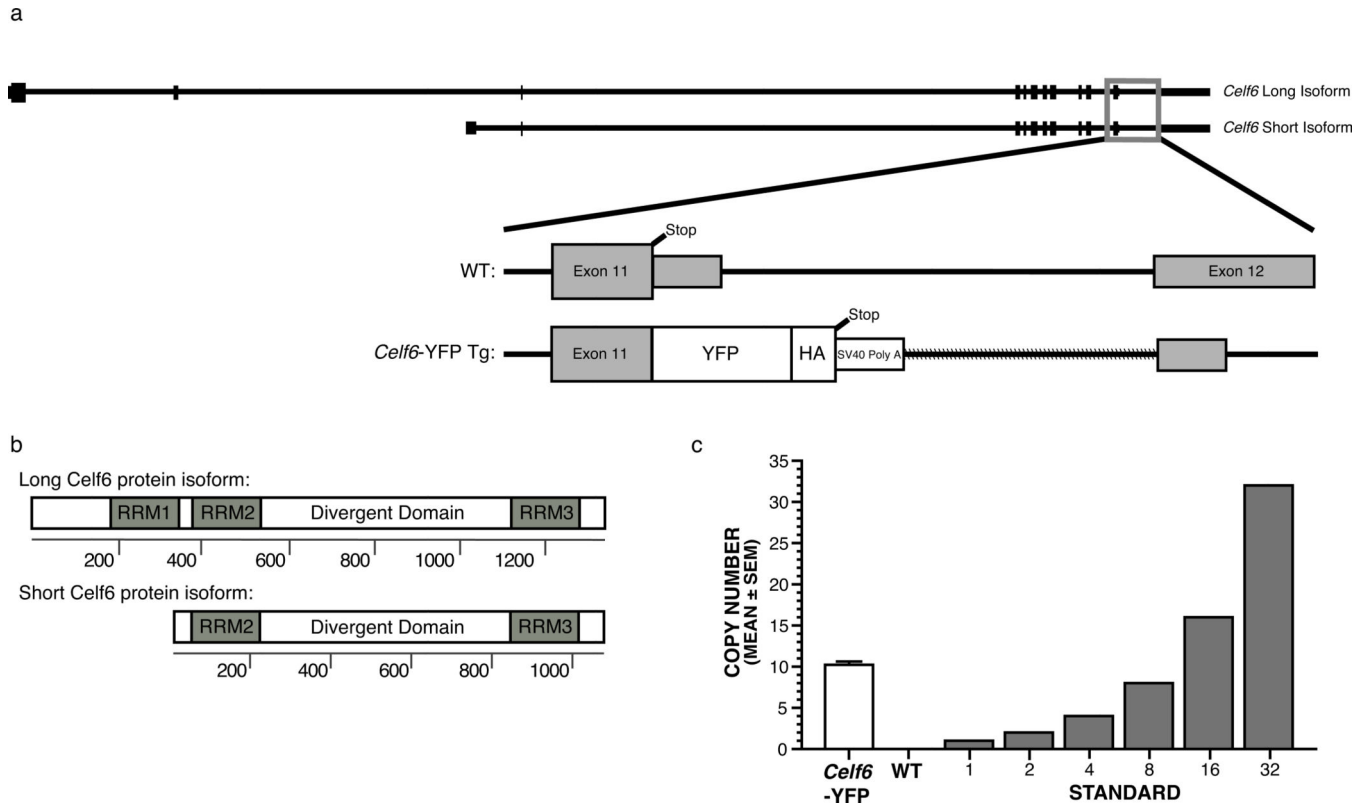 a
Celf6 Long Isoform
Celf6 Short Isoform
Stop
WT:
Exon 11
Exon 12
Stop
Celf6-YFP Tg:
Exon 11
YFP
HA
SV40 Poly A
b
Long Celf6 protein isoform:
RRM1
RRM2
Divergent Domain
RRM3
200 400 600 800 1000 1200
Short Celf6 protein isoform:
RRM2
Divergent Domain
RRM3
200 400 600 800 1000
c
COPY NUMBER
(MEAN ± SEM)
35
30
25
20
15
10
5
0
Celf6
-YFP
WT
1 2 4 8 16 32
STANDARD